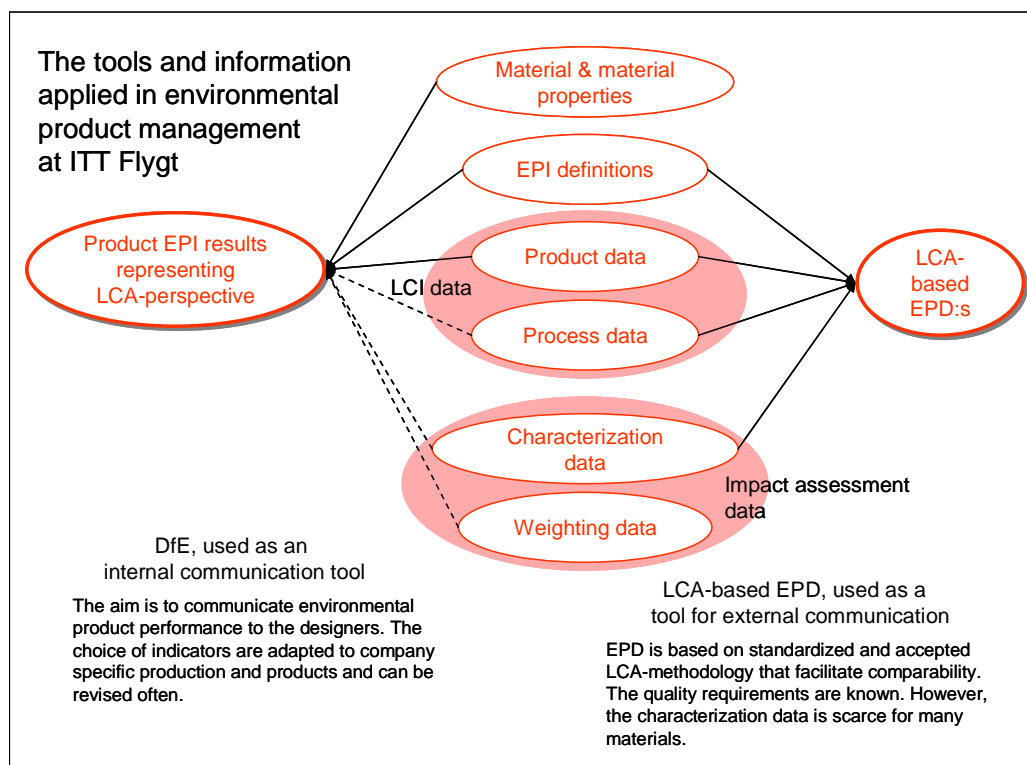 The tools and information
applied in environmental
product management
at ITT Flygt
Material & material
properties
EPI definitions
Product EPI results
representing
LCA-perspective
Product data
LCI data
Process data
LCA-
based
EPD:s
Characterization
data
Impact assessment
data
Weighting data
DfE, used as an
internal communication tool
The aim is to communicate environmental
product performance to the designers. The
choice of indicators are adapted to company
specific production and products and can be
revised often.
LCA-based EPD, used as a
tool for external communication
EPD is based on standardized and accepted
LCA-methodology that facilitate comparability.
The quality requirements are known. However,
the characterization data is scarce for many
materials.